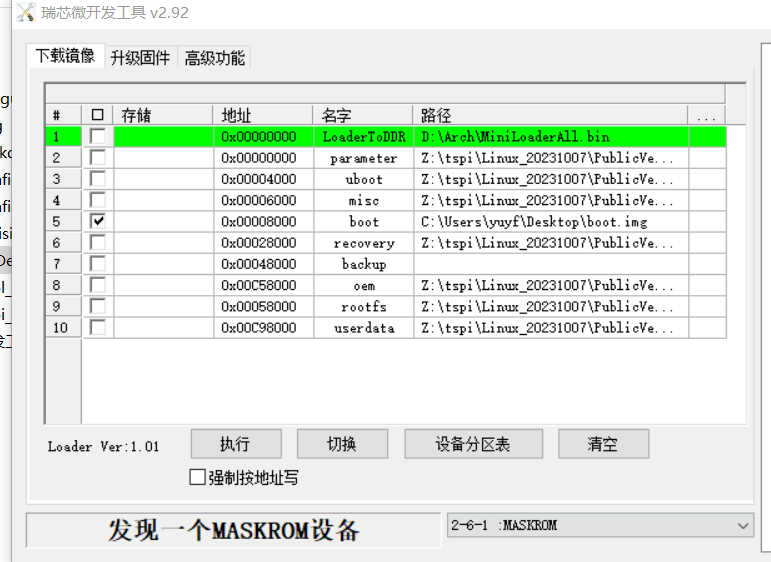 瑞芯微开发工具 v2.92
下载镜像 升级固件 高级功能
# 存储 地址 名字 路径 ...
1 0x00000000 LoaderToDDR D:\Arch\MiniLoaderAll.bin
2 0x00000000 parameter Z:\tspi\Linux_20231007\PublicVe...
3 0x00004000 uboot Z:\tspi\Linux_20231007\PublicVe...
4 0x00006000 misc Z:\tspi\Linux_20231007\PublicVe...
5 0x00008000 boot C:\Users\yuyf\Desktop\boot.img
6 0x00028000 recovery Z:\tspi\Linux_20231007\PublicVe...
7 0x00048000 backup
8 0x00C58000 oem Z:\tspi\Linux_20231007\PublicVe...
9 0x00058000 rootfs Z:\tspi\Linux_20231007\PublicVe...
10 0x00C98000 userdata Z:\tspi\Linux_20231007\PublicVe...
Loader Ver:1.01 执行 切换 设备分区表 清空
强制按地址写
发现一个MASKROM设备 2-6-1 :MASKROM